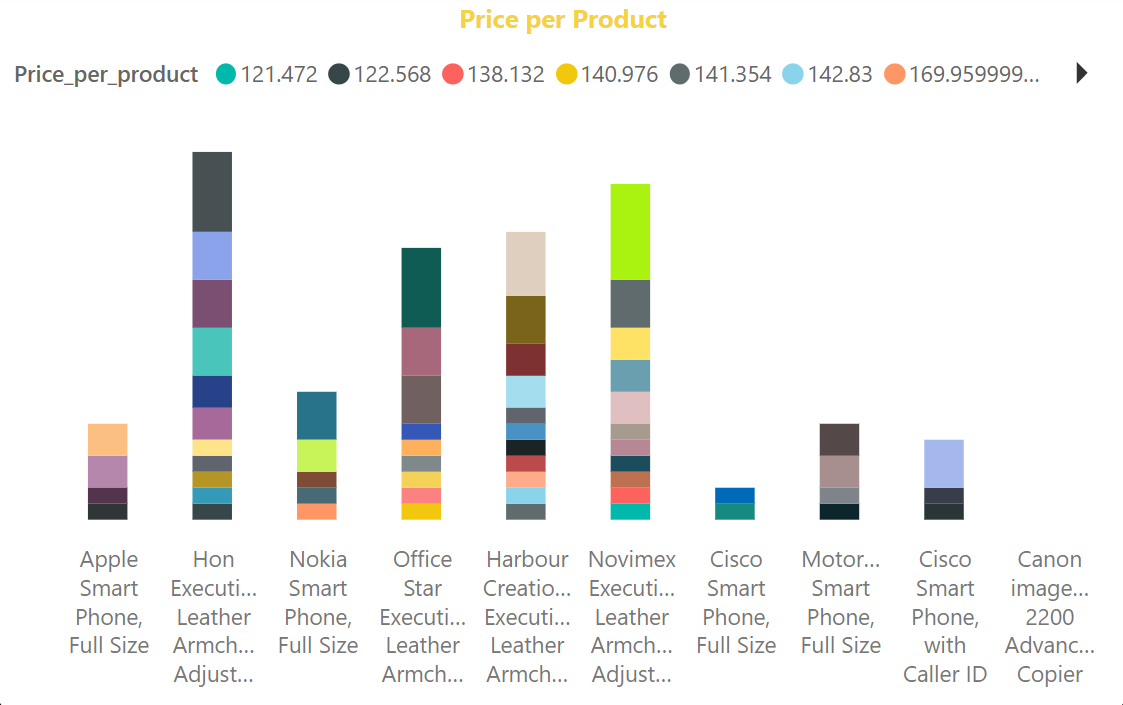 Price per Product
Price_per_product 121.472 122.568 138.132 140.976 141.354 142.83 169.959999...
Apple Smart Phone, Full Size
Hon Executi... Leather Armch... Adjust...
Nokia Smart Phone, Full Size
Office Star Executi... Leather Armch...
Harbour Creatio... Executi... Leather Armch...
Novimex Executi... Leather Armch... Adjust...
Cisco Smart Phone, Full Size
Motor... Smart Phone, Full Size
Cisco Smart Phone, with Caller ID
Canon image... 2200 Advanc... Copier